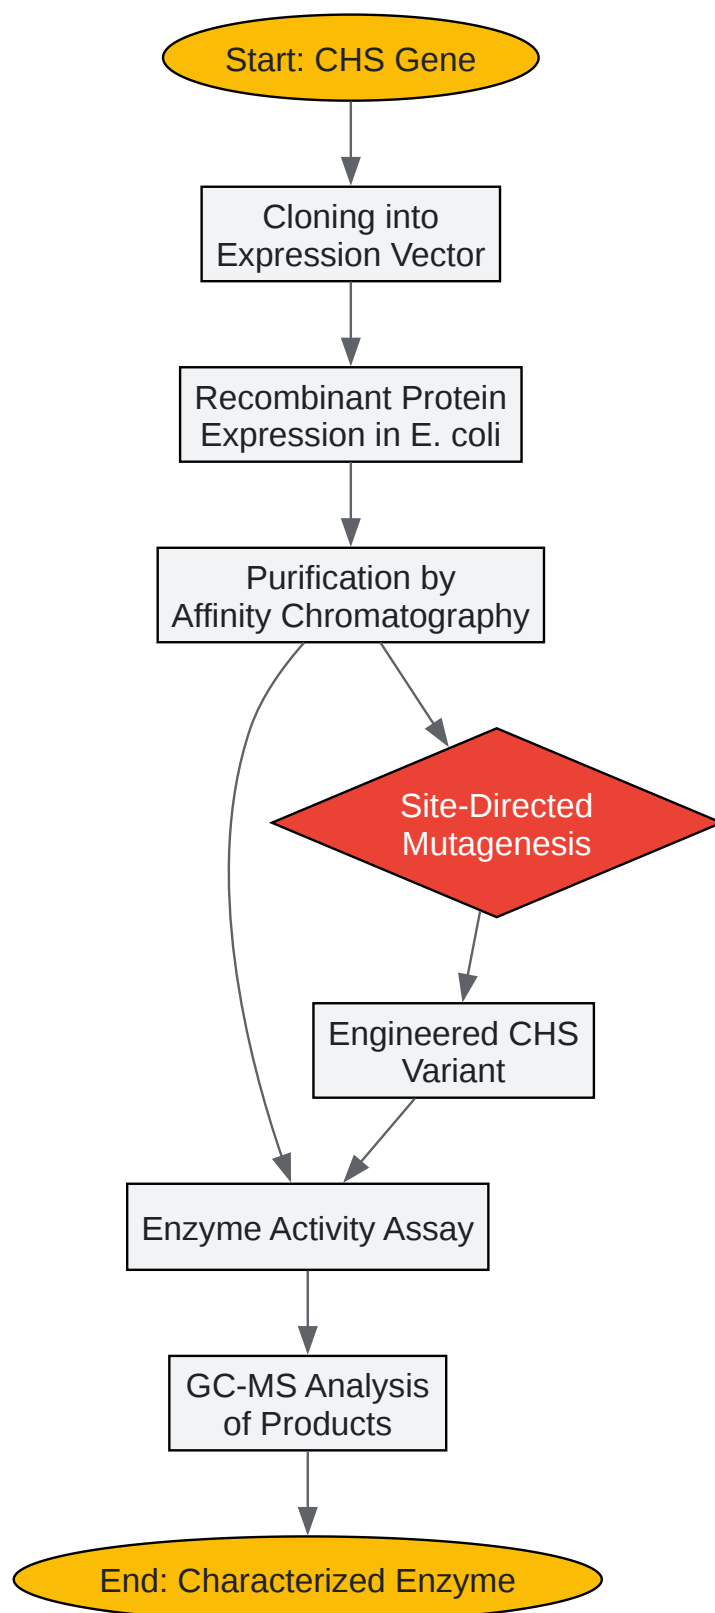 Start: CHS Gene
Cloning into
Expression Vector
Recombinant Protein
Expression in E. coli
Purification by
Affinity Chromatography
Site-Directed
Mutagenesis
Engineered CHS
Variant
Enzyme Activity Assay
GC-MS Analysis
of Products
End: Characterized Enzyme